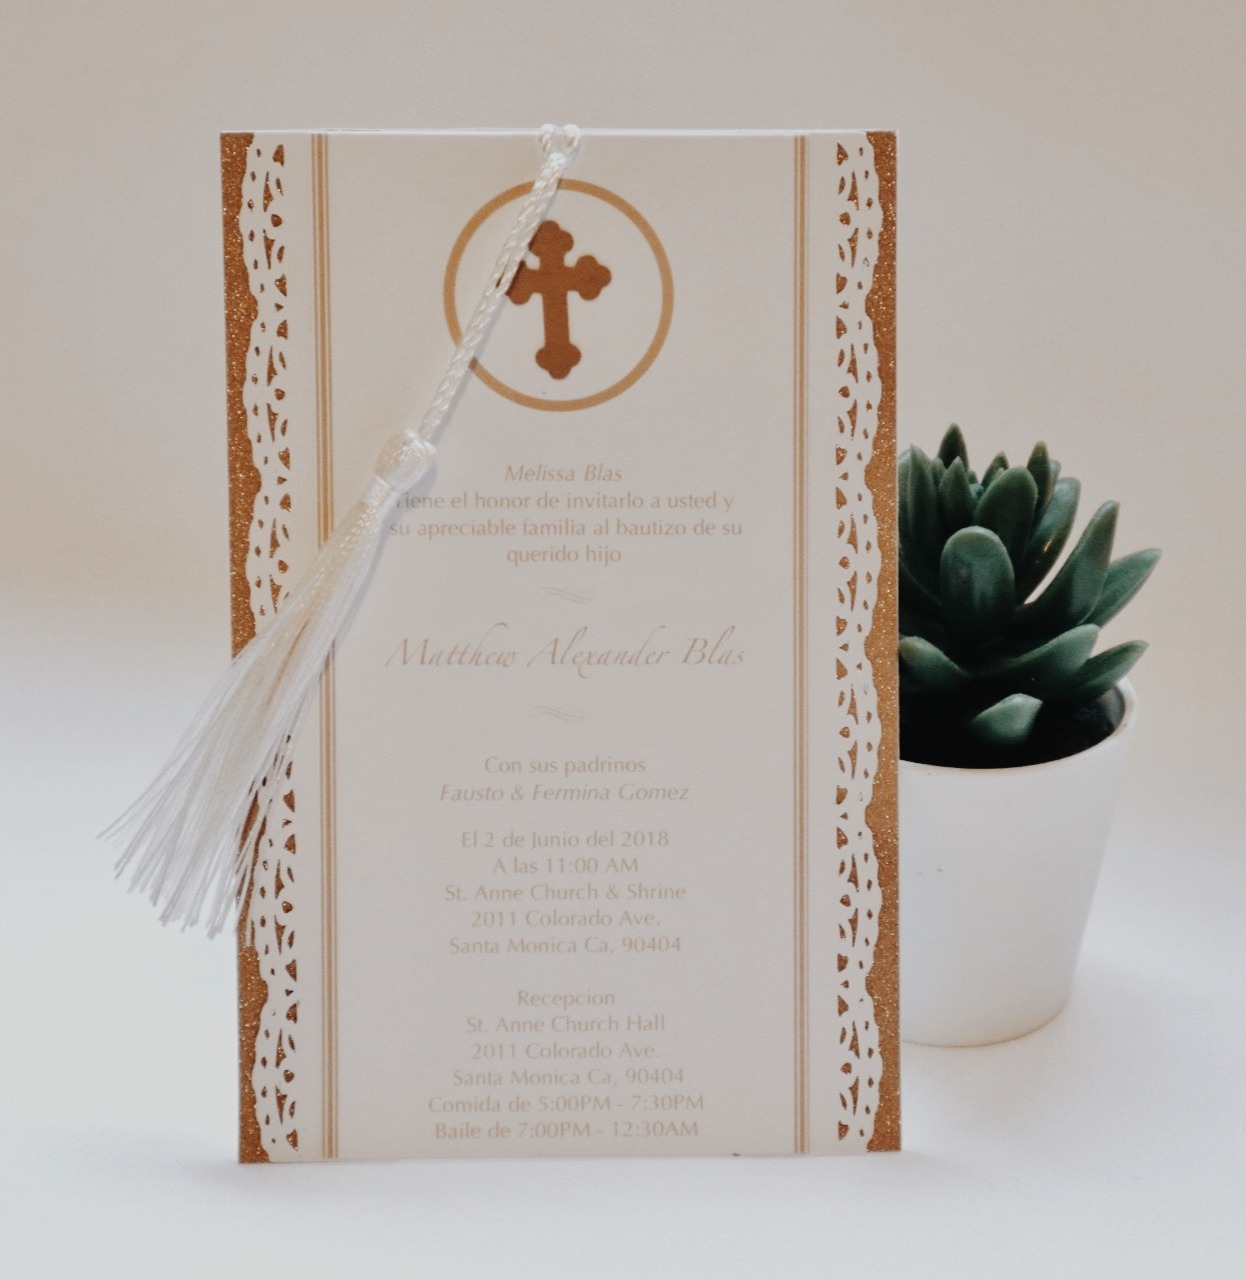 Melissa Blas
Tiene el honor de invitarlo a usted y
su apreciable familia al bautizo de su
querido hijo
Matthew Alexander Blas
Con sus padrinos
Fausto & Fermina Gomez
El 2 de Junio del 2018
A las 11:00 AM
St. Anne Church & Shrine
2011 Colorado Ave.
Santa Monica Ca, 90404
Recepcion
St. Anne Church Hall
2011 Colorado Ave.
Santa Monica Ca, 90404
Comida de 5:00PM - 7:30PM
Baile de 7:00PM - 12:30AM